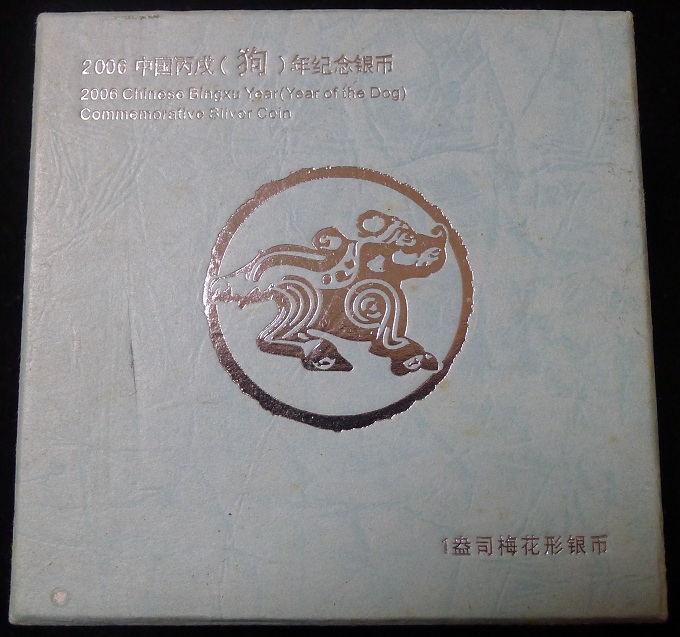 2006 中国丙戌（狗）年纪念银币
2006 Chinese Bingxu Year(Year of the Dog)
Commemorative Silver Coin
1盎司梅花形银币